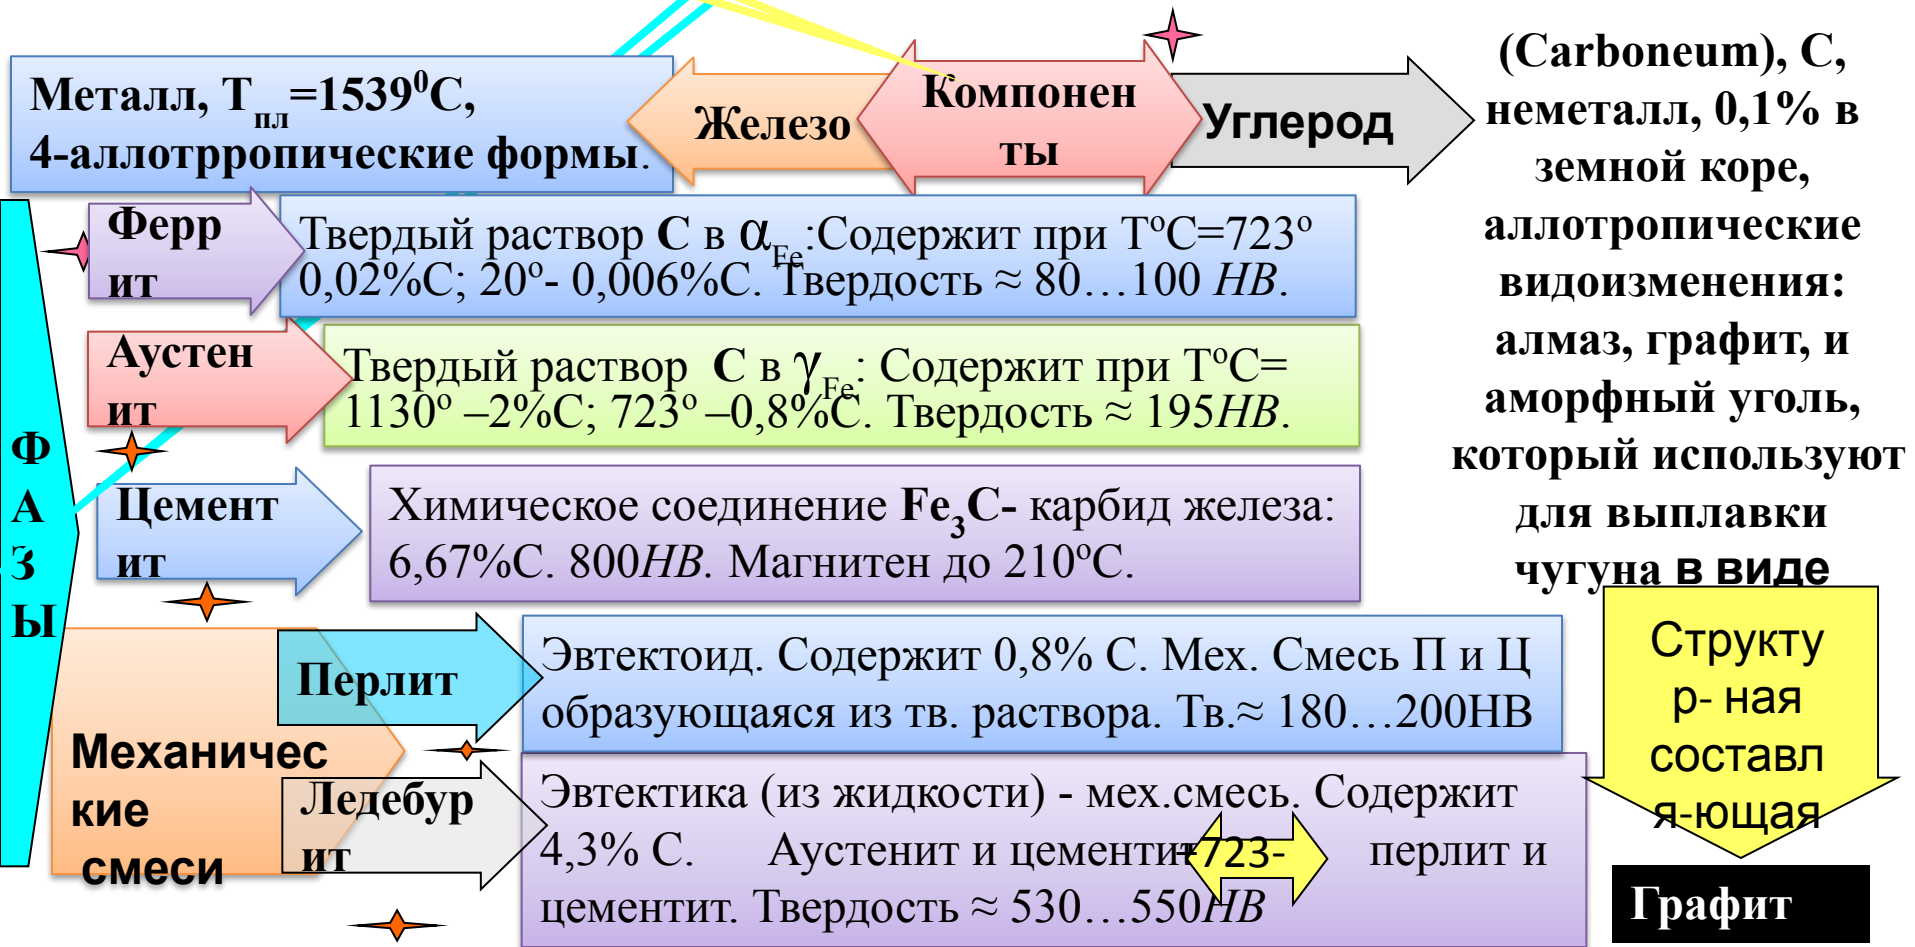 Металл, Тпл=1539⁰С,
4-аллотрропические формы.
Железо
Компонен
ты
Углерод
(Carboneum), С,
неметалл, 0,1% в
земной коре,
аллотропические
видоизменения:
алмаз, графит, и
аморфный уголь,
который используют
для выплавки
чугуна в виде
Ф
А
З
Ы
Ферр
ит
Твердый раствор С в αFe:Содержит при ТºС=723º
0,02%С; 20º- 0,006%С. Твердость ≈ 80…100 НВ.
Аустен
ит
Твердый раствор С в γFe: Содержит при ТºС=
1130º –2%С; 723º –0,8%С. Твердость ≈ 195НВ.
Цемент
ит
Химическое соединение Fe₃C- карбид железа:
6,67%С. 800НВ. Магнитен до 210ºС.
Механичес
кие
смеси
Перлит
Эвтектоид. Содержит 0,8% С. Мех. Смесь П и Ц
образующаяся из тв. раствора. Тв.≈ 180…200НВ
Ледебур
ит
Эвтектика (из жидкости) - мех.смесь. Содержит
4,3% С. Аустенит и цементит +723- перлит и
цементит. Твердость ≈ 530…550НВ
Структу
р- ная
составл
я-ющая
Графит